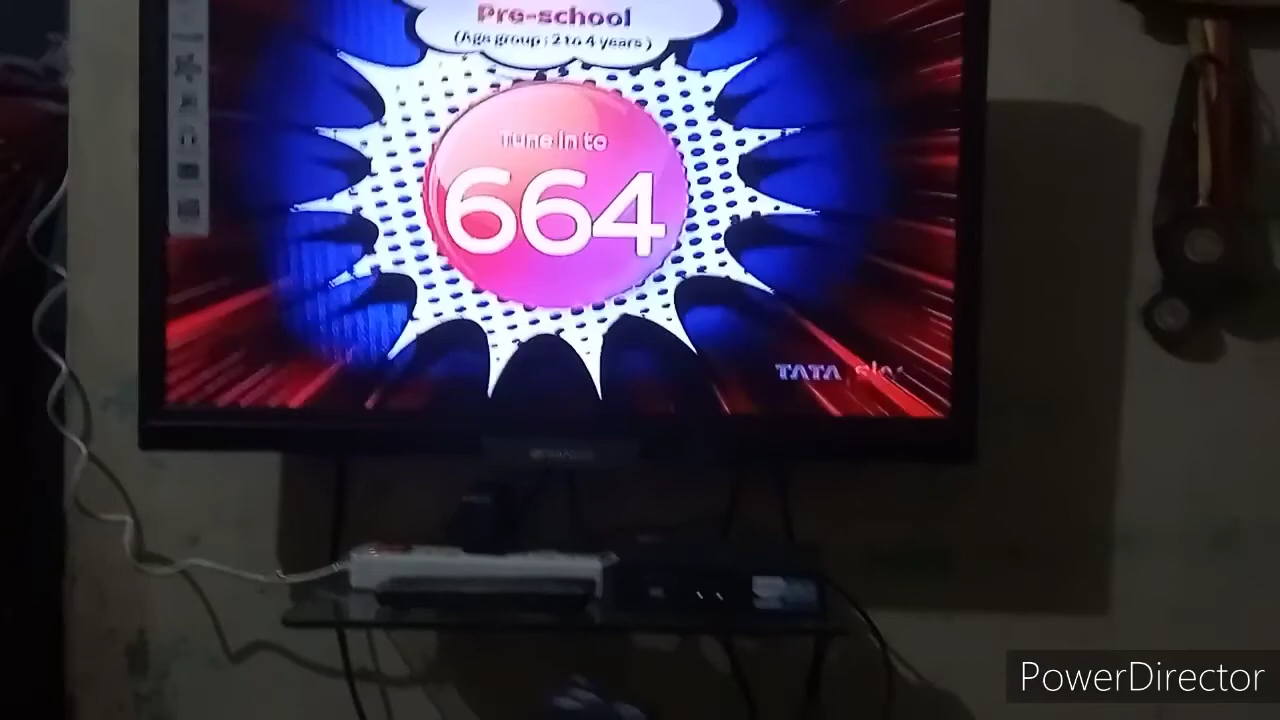 Pre-school
(Age group : 2 to 4 years)
Tune in to
664
TATA
PowerDirector